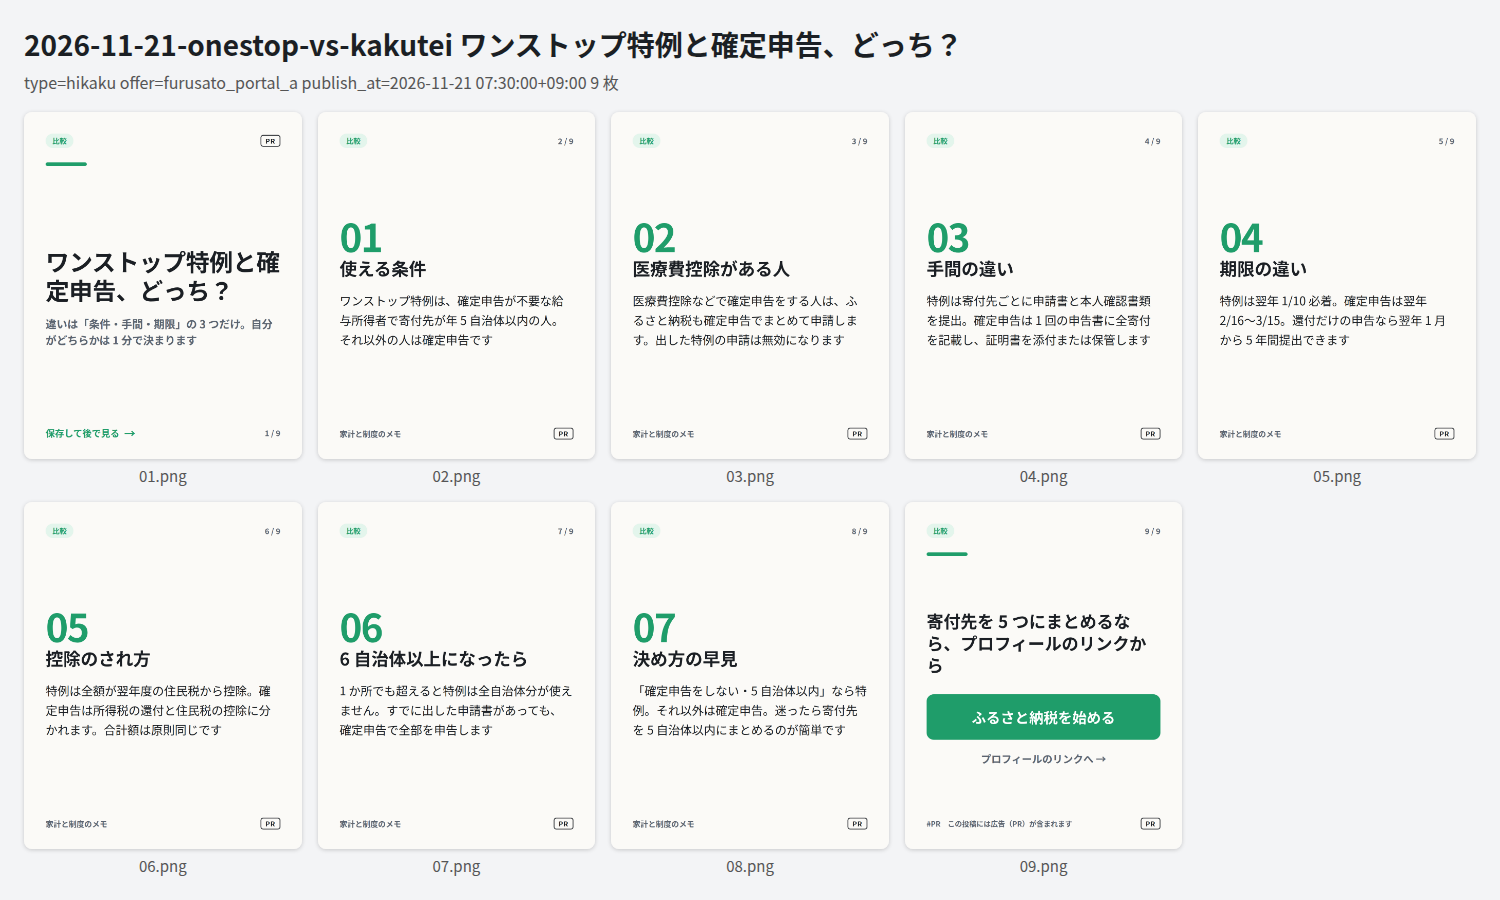 2026-11-21-onestop-vs-kakutei ワンストップ特例と確定申告、どっち？
type=hikaku offer=furusato_portal_a publish_at=2026-11-21 07:30:00+09:00 9 枚
比較
PR
ワンストップ特例と確
定申告、どっち？
違いは「条件・手間・期限」の 3 つだけ。自分
がどちらかは 1 分で決まります
保存して後で見る →
1 / 9
01.png
比較
2 / 9
01
使える条件
ワンストップ特例は、確定申告が不要な給
与所得者で寄付先が年 5 自治体以内の人。
それ以外の人は確定申告です
家計と制度のメモ
PR
02.png
比較
3 / 9
02
医療費控除がある人
医療費控除などで確定申告をする人は、ふ
るさと納税も確定申告でまとめて申請しま
す。出した特例の申請は無効になります
家計と制度のメモ
PR
03.png
比較
4 / 9
03
手間の違い
特例は寄付先ごとに申請書と本人確認書類
を提出。確定申告は 1 回の申告書に全寄付
を記載し、証明書を添付または保管します
家計と制度のメモ
PR
04.png
比較
5 / 9
04
期限の違い
特例は翌年 1/10 必着。確定申告は翌年
2/16〜3/15。還付だけの申告なら翌年 1 月
から 5 年間提出できます
家計と制度のメモ
PR
05.png
比較
6 / 9
05
控除のされ方
特例は全額が翌年度の住民税から控除。確
定申告は所得税の還付と住民税の控除に分
かれます。合計額は原則同じです
家計と制度のメモ
PR
06.png
比較
7 / 9
06
6 自治体以上になったら
1 か所でも超えると特例は全自治体分が使え
ません。すでに出した申請書があっても、
確定申告で全部を申告します
家計と制度のメモ
PR
07.png
比較
8 / 9
07
決め方の早見
「確定申告をしない・5 自治体以内」なら特
例。それ以外は確定申告。迷ったら寄付先
を 5 自治体以内にまとめるのが簡単です
家計と制度のメモ
PR
08.png
比較
9 / 9
寄付先を 5 つにまとめるな
ら、プロフィールのリンクか
ら
ふるさと納税を始める
プロフィールのリンクへ →
#PR この投稿には広告（PR）が含まれます
PR
09.png